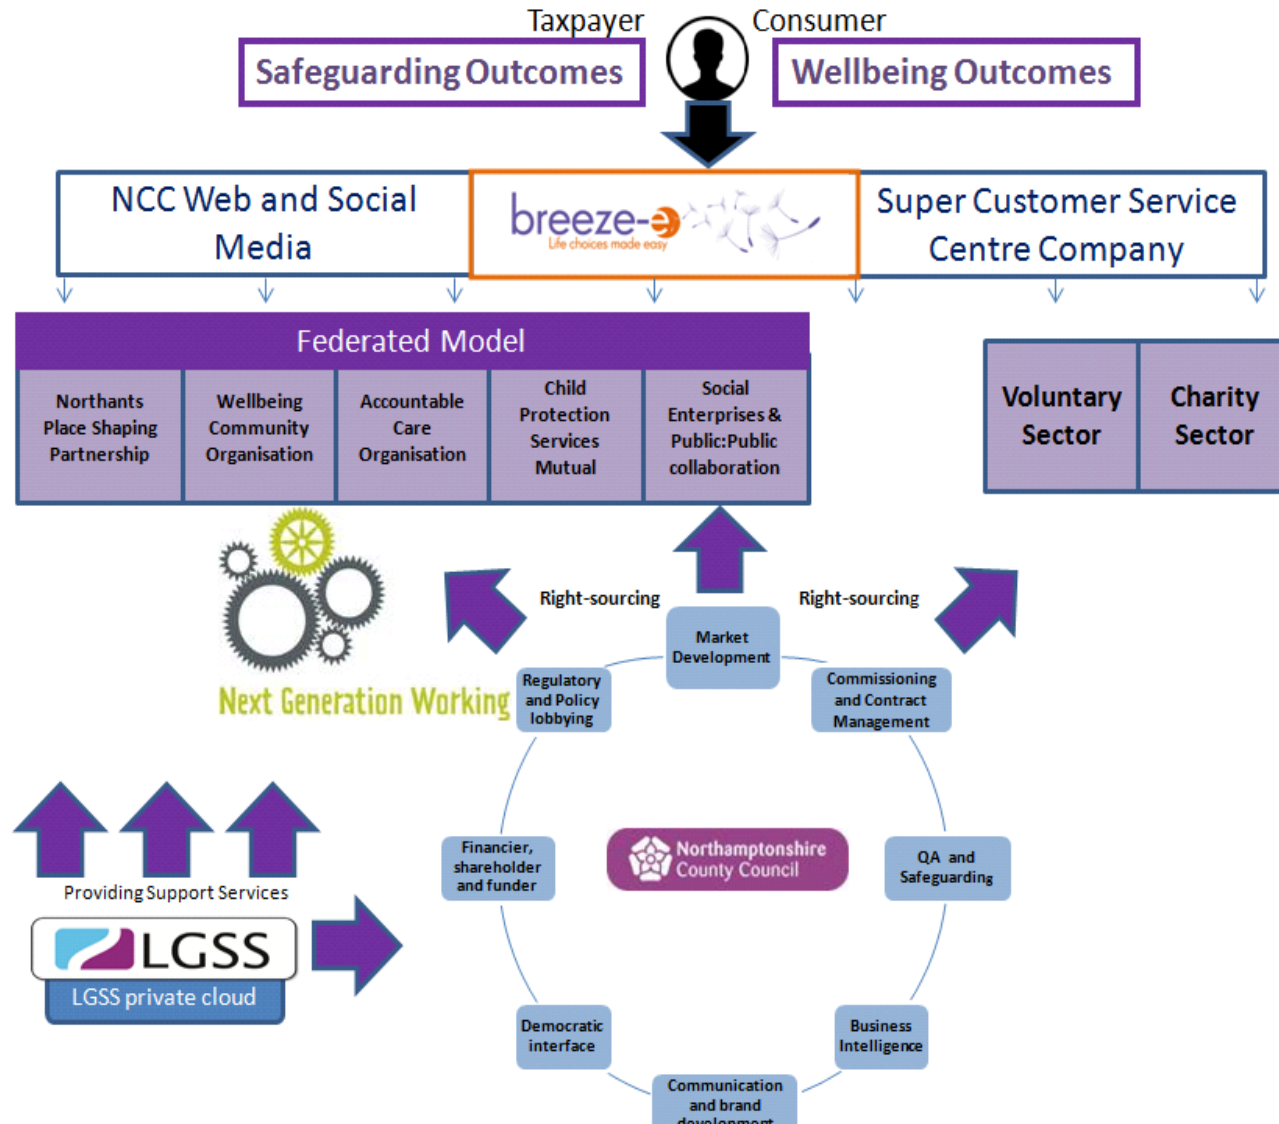 Taxpayer
Consumer
Safeguarding Outcomes
Wellbeing Outcomes
NCC Web and Social
Media
breeze-e
Life choices made easy
Super Customer Service
Centre Company
Federated Model
Northants
Place Shaping
Partnership
Wellbeing
Community
Organisation
Accountable
Care
Organisation
Child
Protection
Services
Mutual
Social
Enterprises &
Public:Public
collaboration
Voluntary
Sector
Charity
Sector
Next Generation Working
Right-sourcing
Right-sourcing
Market
Development
Regulatory
and Policy
lobbying
Commissioning
and Contract
Management
Financier,
shareholder
and funder
Northamptonshire
County Council
QA and
Safeguarding
Providing Support Services
LGSS
LGSS private cloud
Democratic
interface
Business
Intelligence
Communication
and brand
development